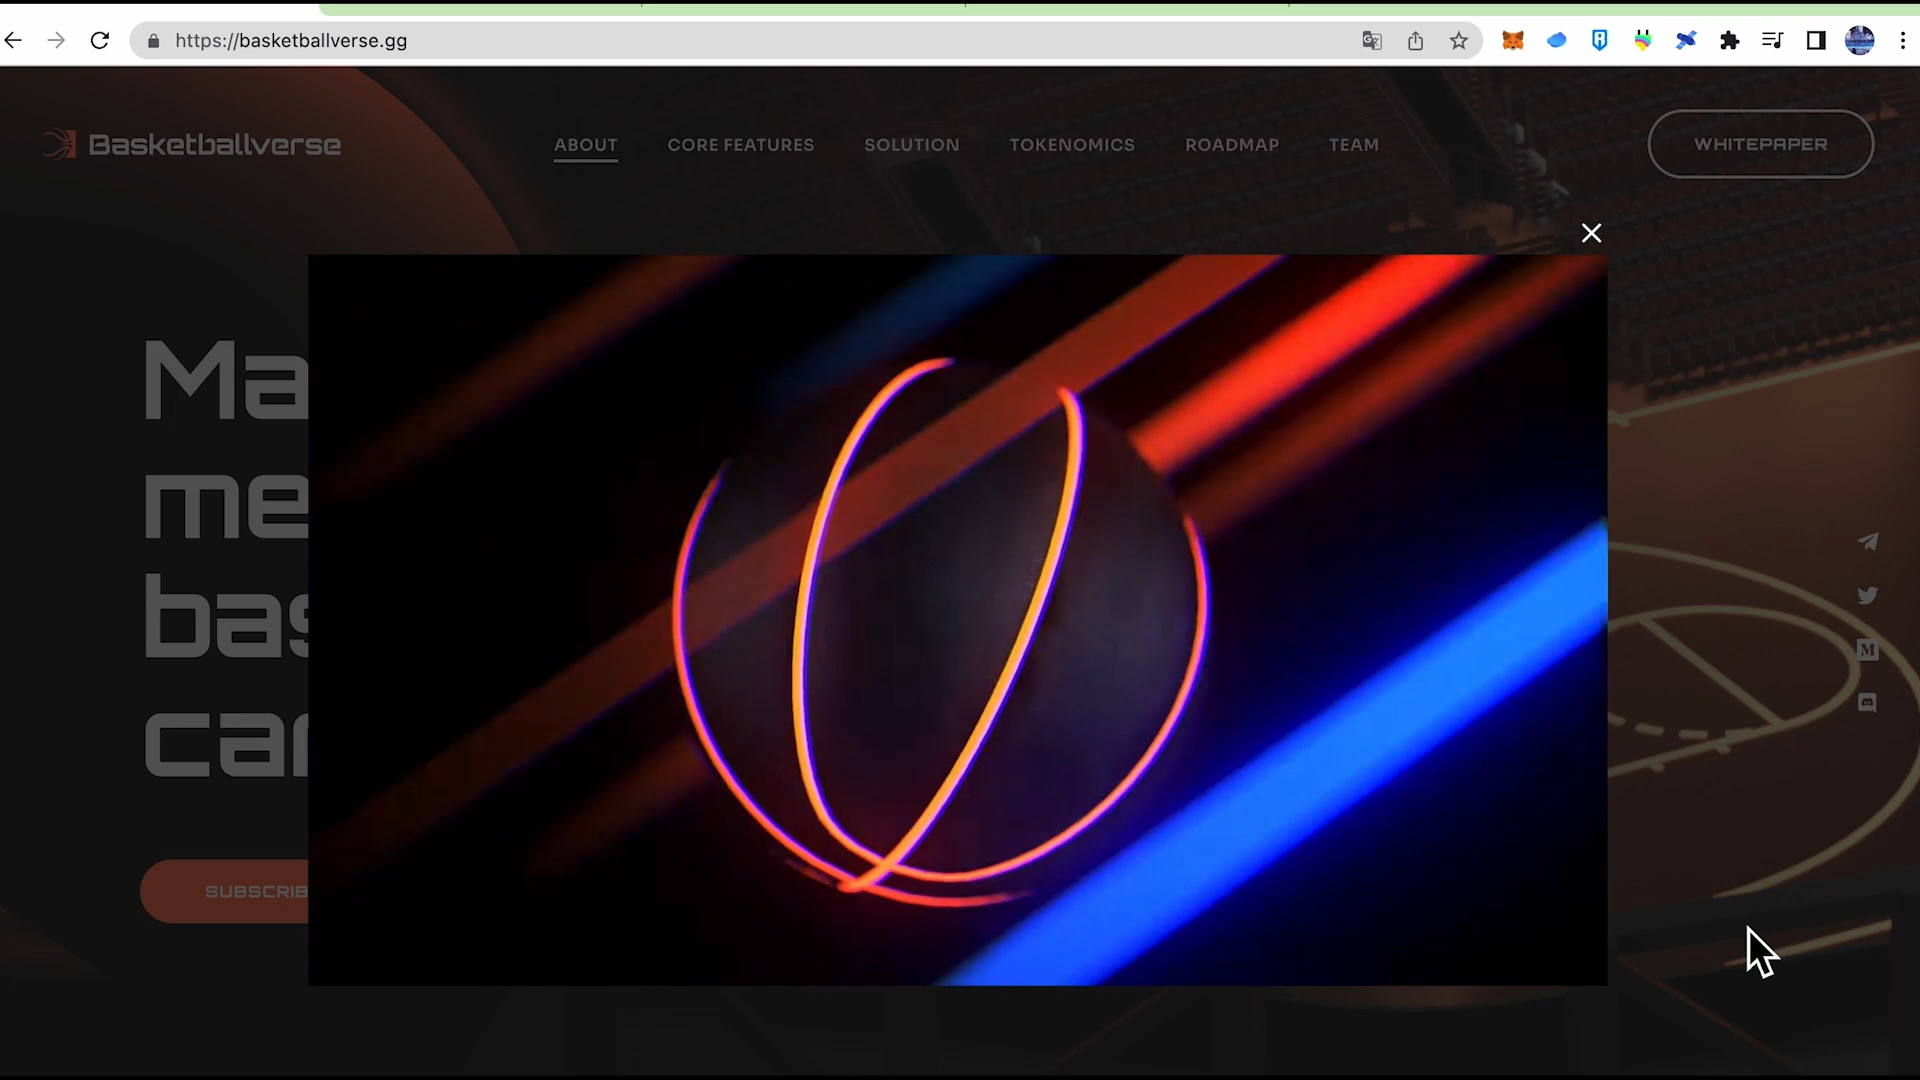 https://basketballverse.gg
Basketballverse
ABOUT
CORE FEATURES
SOLUTION
TOKENOMICS
ROADMAP
TEAM
WHITEPAPER
Ma
me
bas
car
SUBSCRIB
M